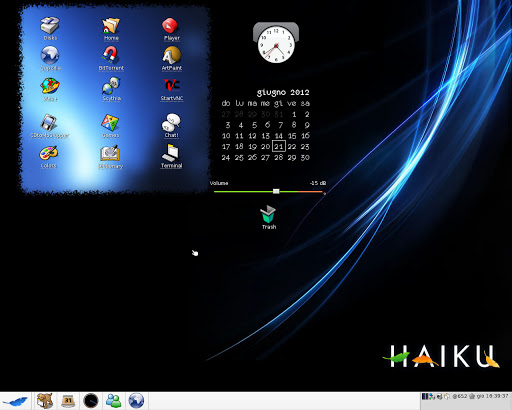 Disks Home Player
BitTorrent ArtPaint
Scythia StartVNC
Games Chat!
Terminal
giugno 2012
do lu ma me gi ve sa
27 28 29 30 31 1 2
3 4 5 6 7 8 9
10 11 12 13 14 15 16
17 18 19 20 21 22 23
24 25 26 27 28 29 30
Volume -15 dB
Trash
HAIKU
31
@652 gio 16:39:37